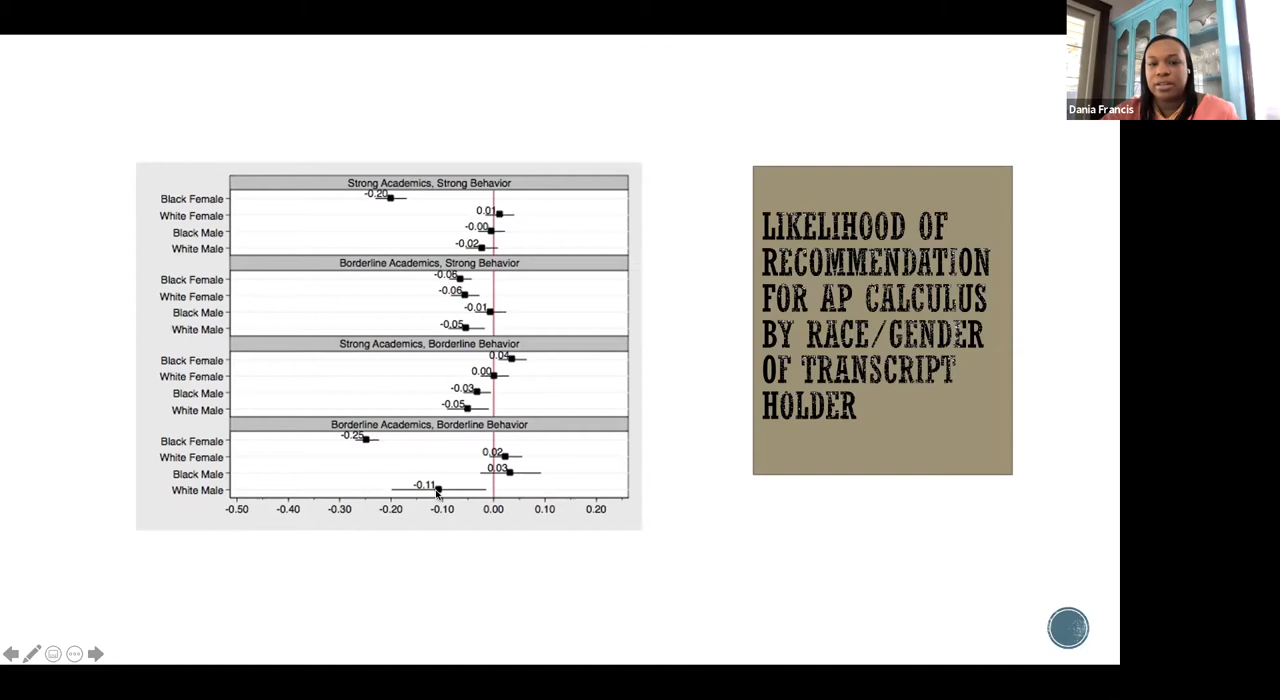 Dania Francis
Strong Academics, Strong Behavior
Black Female -0.20
White Female 0.01
Black Male -0.00
White Male -0.02
Borderline Academics, Strong Behavior
Black Female -0.06
White Female -0.06
Black Male -0.01
White Male -0.05
Strong Academics, Borderline Behavior
Black Female 0.04
White Female 0.00
Black Male -0.03
White Male -0.05
Borderline Academics, Borderline Behavior
Black Female -0.25
White Female 0.02
Black Male 0.03
White Male -0.11
-0.50 -0.40 -0.30 -0.20 -0.10 0.00 0.10 0.20
LIKELIHOOD OF
RECOMMENDATION
FOR AP CALCULUS
BY RACE/GENDER
OF TRANSCRIPT
HOLDER